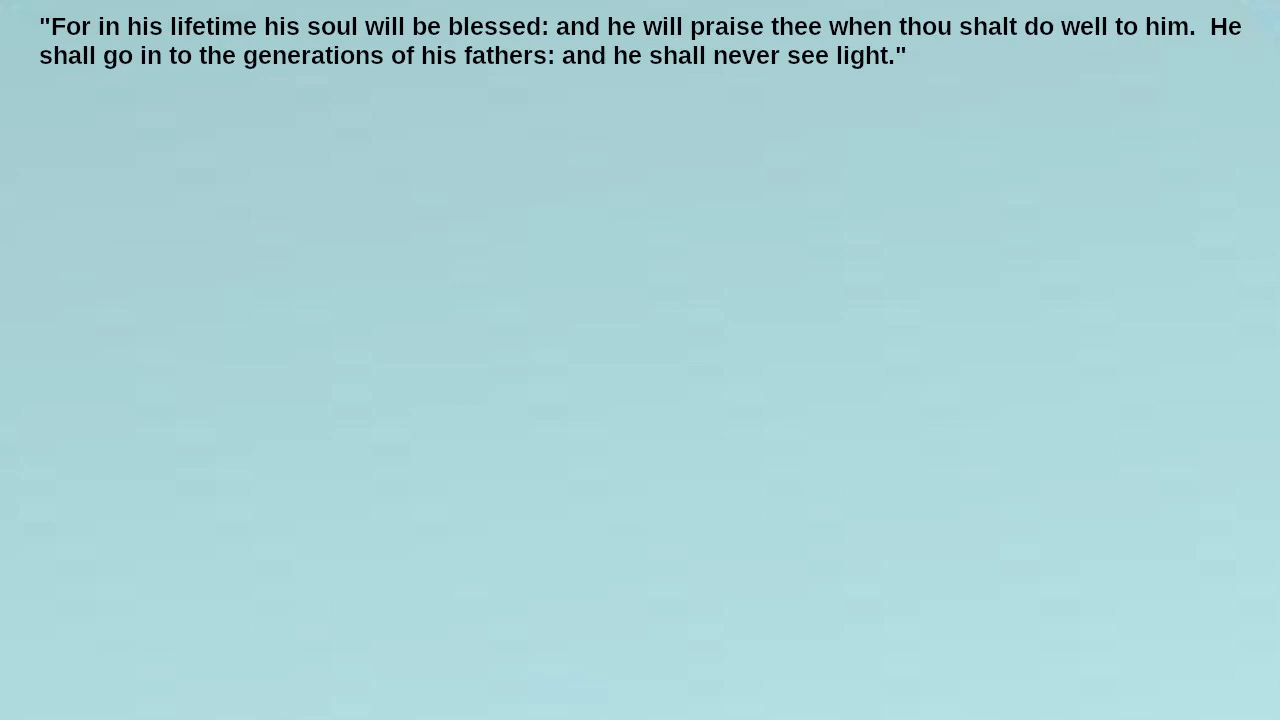 "For in his lifetime his soul will be blessed: and he will praise thee when thou shalt do well to him.  He
shall go in to the generations of his fathers: and he shall never see light."